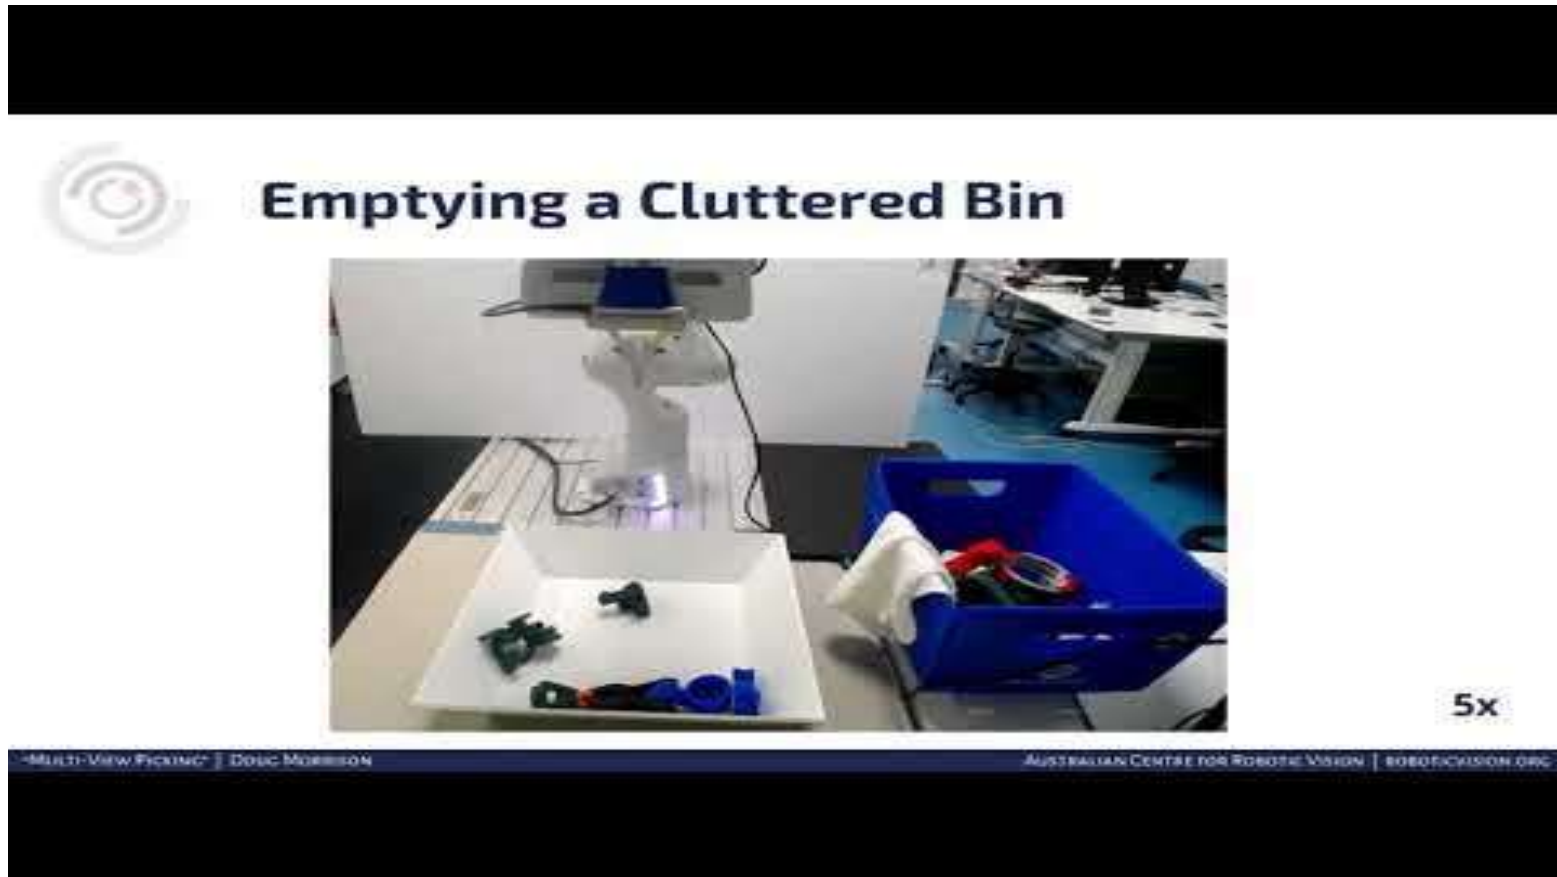 Emptying a Cluttered Bin
5x
"Multi-View Picking" | Doug Morrison
Australian Centre for Robotic Vision | roboticvision.org